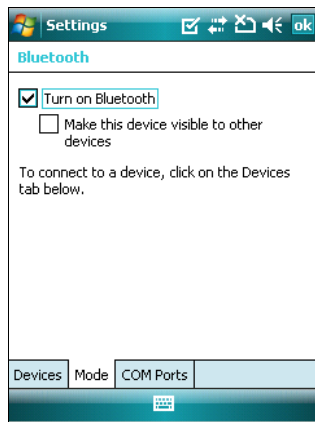 Settings ok
Bluetooth
Turn on Bluetooth
Make this device visible to other
devices
To connect to a device, click on the Devices
tab below.
Devices Mode COM Ports